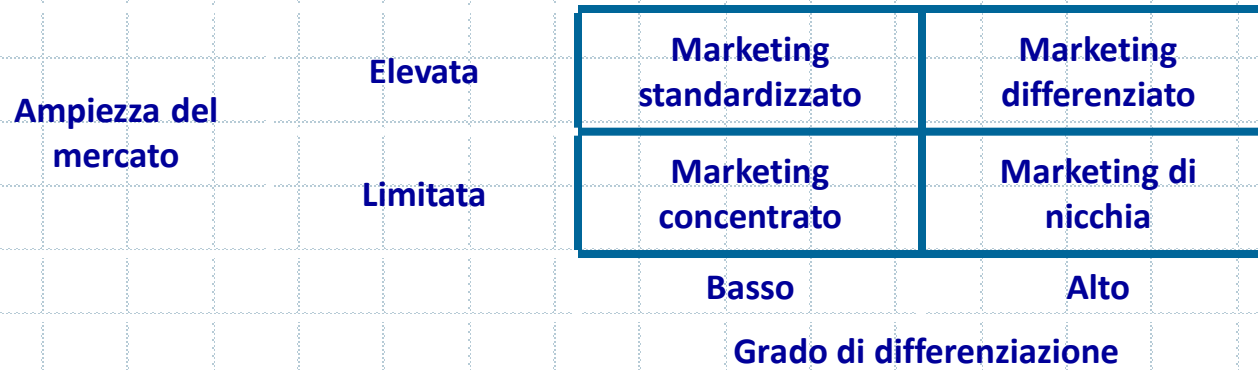 Ampiezza del
mercato
Elevata
Marketing
standardizzato
Marketing
differenziato
Limitata
Marketing
concentrato
Marketing di
nicchia
Basso
Alto
Grado di differenziazione